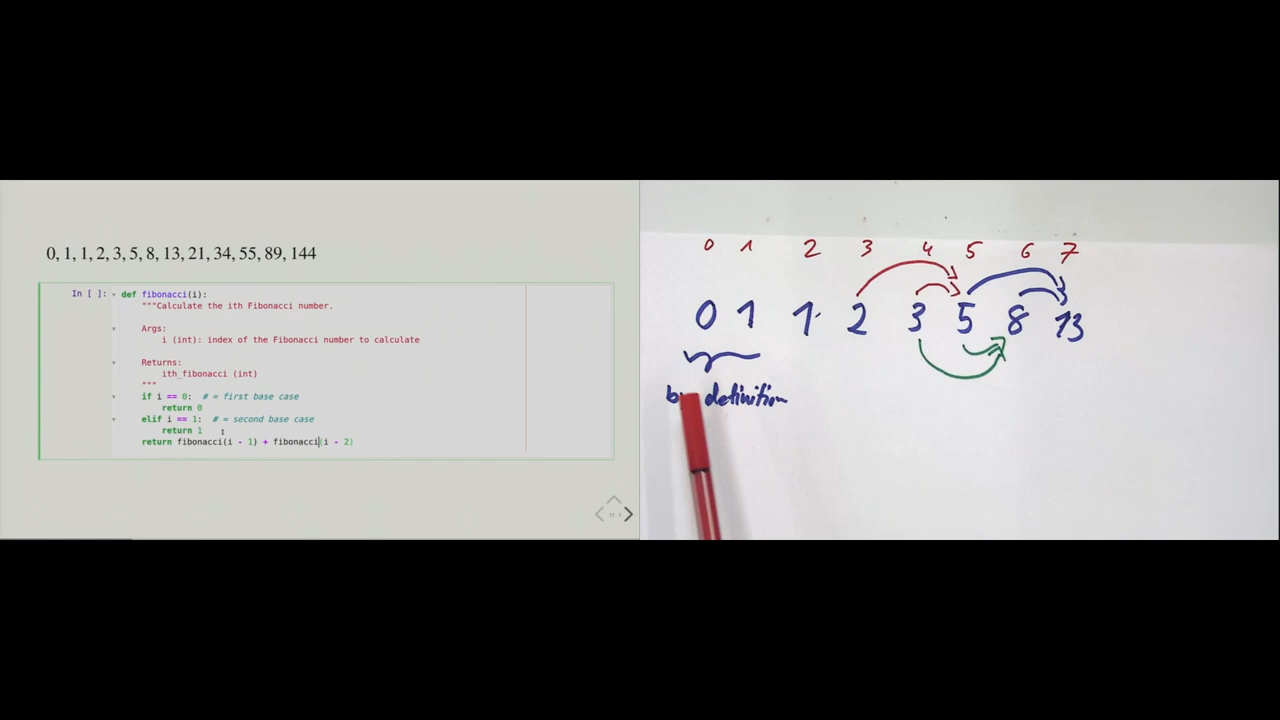 0, 1, 1, 2, 3, 5, 8, 13, 21, 34, 55, 89, 144
In [ ]: def fibonacci(i):
"""Calculate the ith Fibonacci number.
Args:
i (int): index of the Fibonacci number to calculate
Returns:
ith_fibonacci (int)
"""
if i == 0: # = first base case
return 0
elif i == 1: # = second base case
return 1
return fibonacci(i - 1) + fibonacci(i - 2)
0 1 2 3 4 5 6 7
0 1 1 2 3 5 8 13
definition